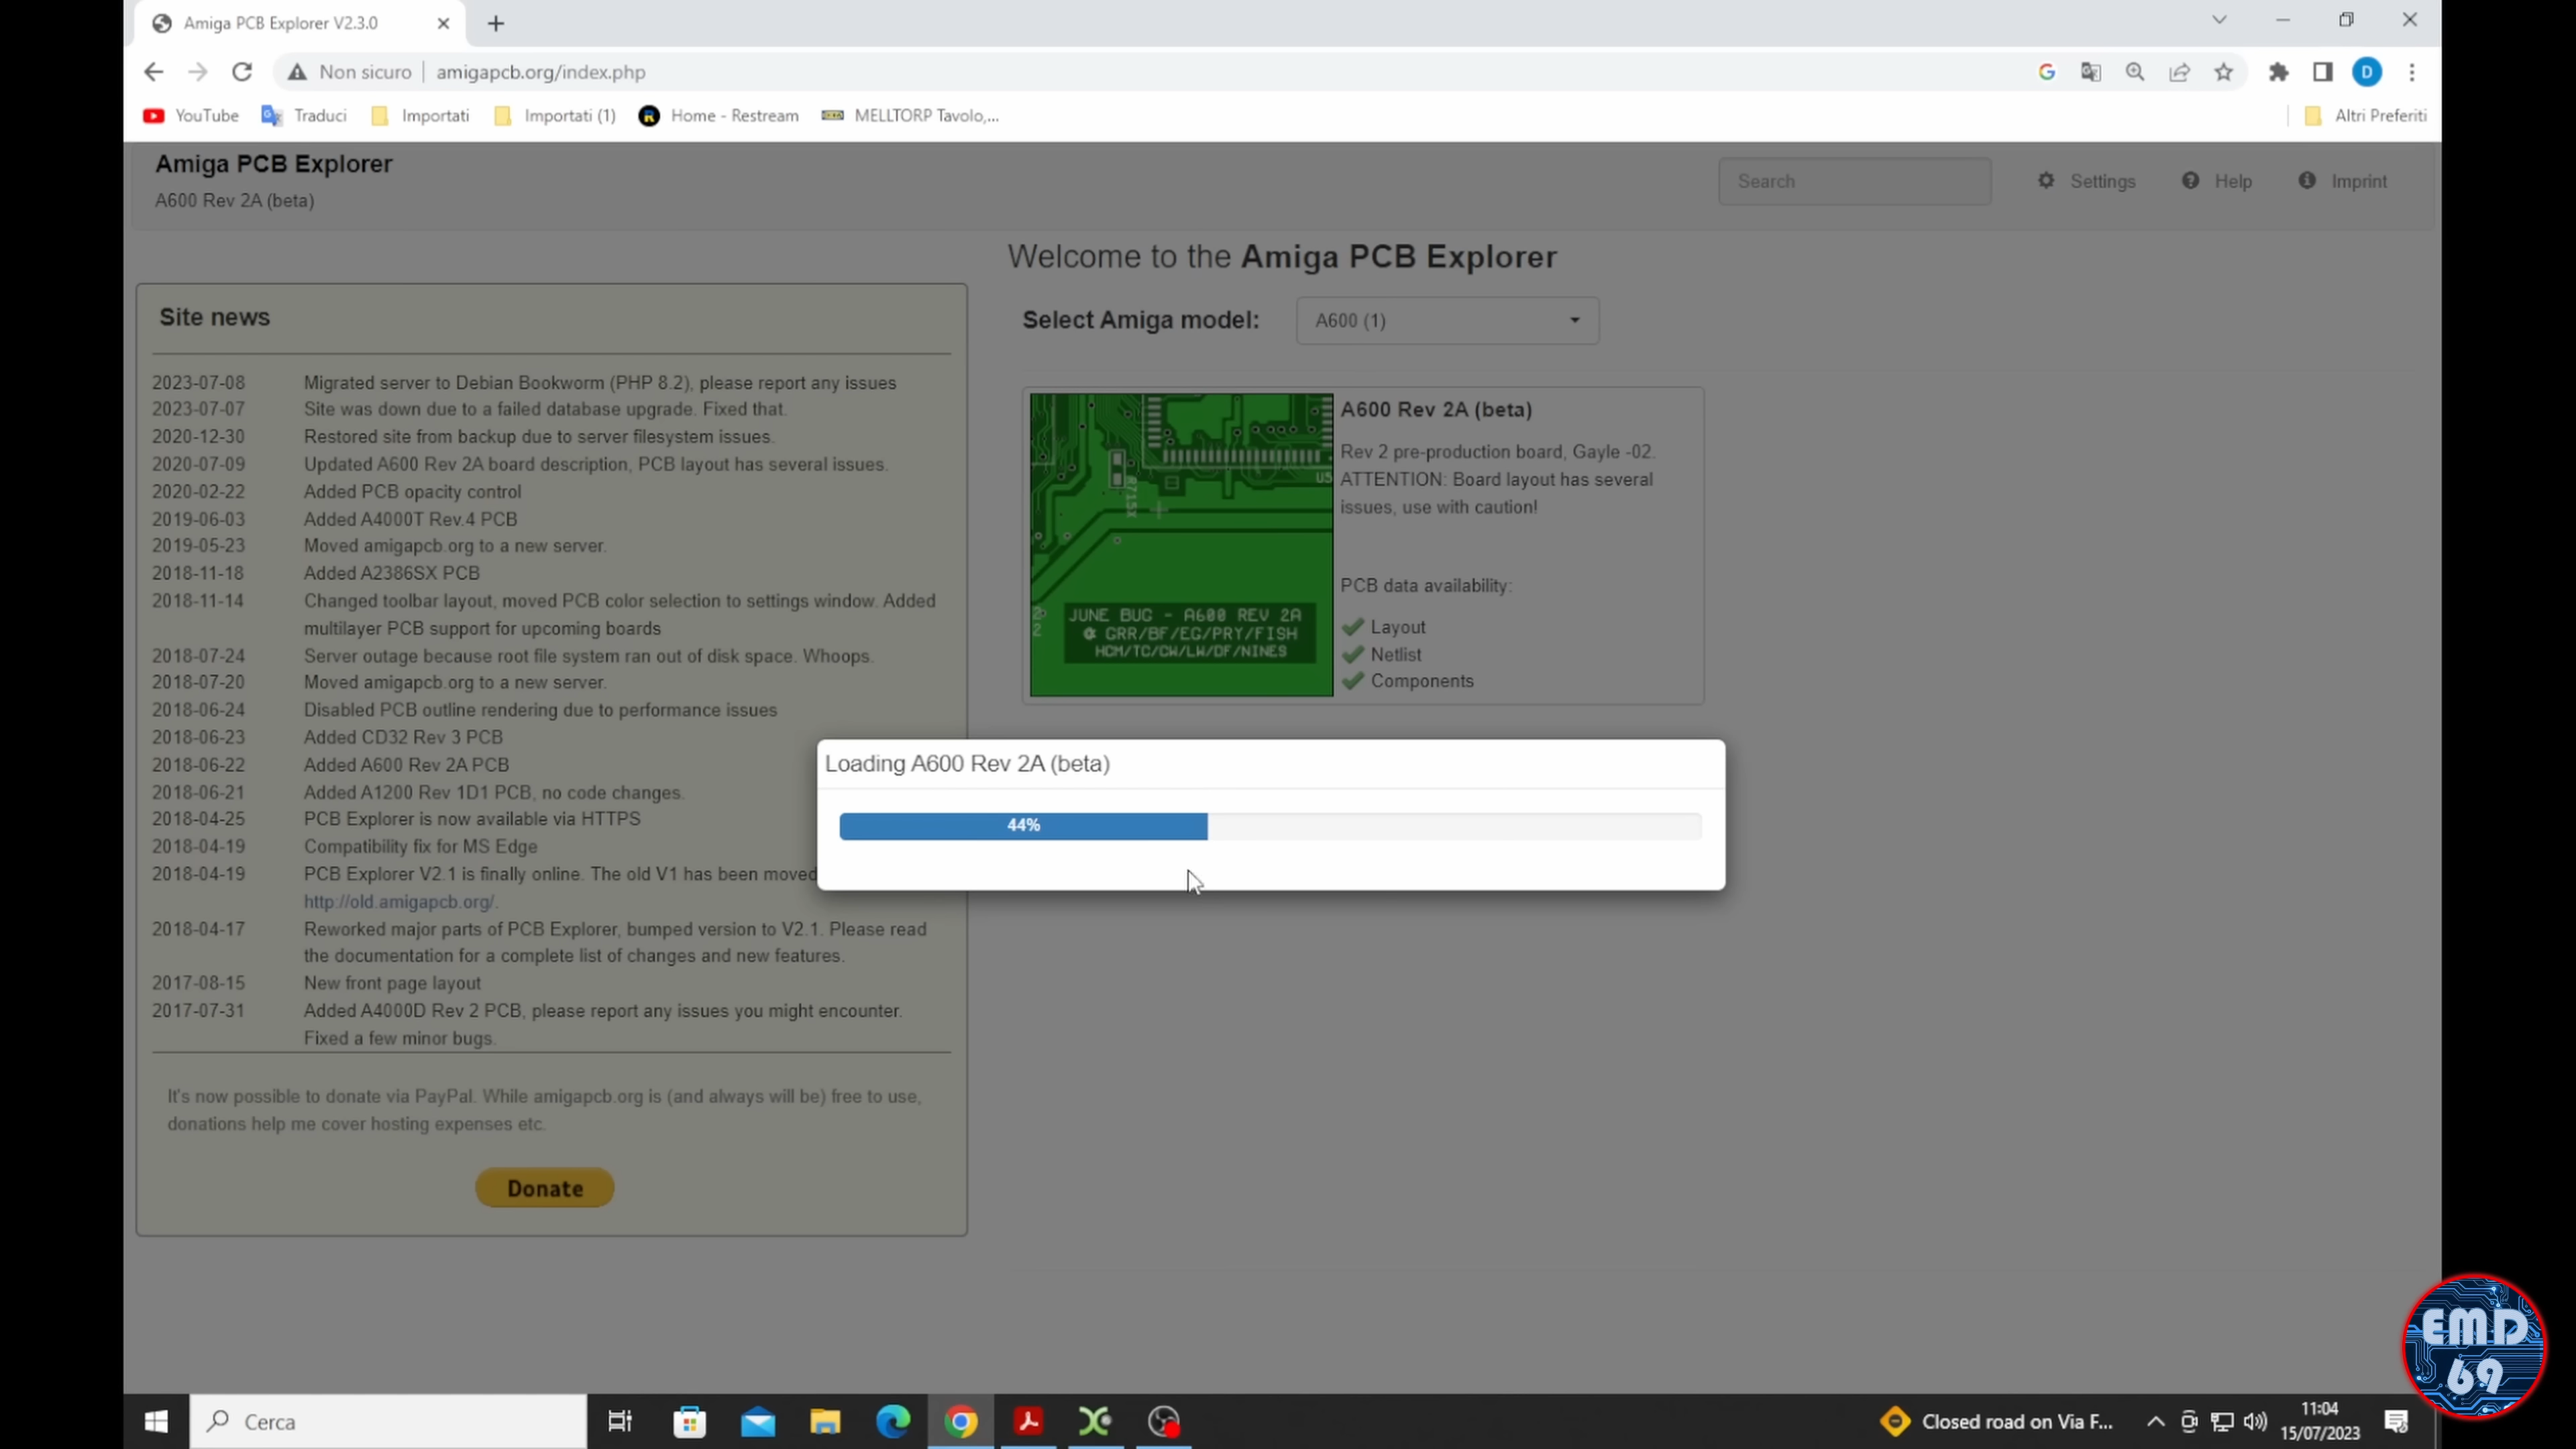 Amiga PCB Explorer V2.3.0
Non sicuro
amigapcb.org/index.php
D
YouTube
Traduci
Importati
Importati (1)
Home - Restream
MELLTORP Tavolo,...
Altri Preferiti
Amiga PCB Explorer
A600 Rev 2A (beta)
Search
Settings
Help
Imprint
Welcome to the Amiga PCB Explorer
Select Amiga model:
A600 (1)
Site news
2023-07-08 Migrated server to Debian Bookworm (PHP 8.2), please report any issues
2023-07-07 Site was down due to a failed database upgrade. Fixed that.
2020-12-30 Restored site from backup due to server filesystem issues.
2020-07-09 Updated A600 Rev 2A board description, PCB layout has several issues.
2020-02-22 Added PCB opacity control
2019-06-03 Added A4000T Rev.4 PCB
2019-05-23 Moved amigapcb.org to a new server.
2018-11-18 Added A2386SX PCB
2018-11-14 Changed toolbar layout, moved PCB color selection to settings window. Added
multilayer PCB support for upcoming boards
2018-07-24 Server outage because root file system ran out of disk space. Whoops.
2018-07-20 Moved amigapcb.org to a new server.
2018-06-24 Disabled PCB outline rendering due to performance issues
2018-06-23 Added CD32 Rev 3 PCB
2018-06-22 Added A600 Rev 2A PCB
2018-06-21 Added A1200 Rev 1D1 PCB, no code changes.
2018-04-25 PCB Explorer is now available via HTTPS
2018-04-19 Compatibility fix for MS Edge
2018-04-19 PCB Explorer V2.1 is finally online. The old V1 has been moved
http://old.amigapcb.org/.
2018-04-17 Reworked major parts of PCB Explorer, bumped version to V2.1. Please read
the documentation for a complete list of changes and new features.
2017-08-15 New front page layout
2017-07-31 Added A4000D Rev 2 PCB, please report any issues you might encounter.
Fixed a few minor bugs.
It's now possible to donate via PayPal. While amigapcb.org is (and always will be) free to use,
donations help me cover hosting expenses etc.
Donate
U5
R715X
2
2
JUNE BUG - A600 REV 2A
GRR/BF/EG/PRY/FISH
HCM/TC/CW/LW/DF/NINES
A600 Rev 2A (beta)
Rev 2 pre-production board, Gayle -02.
ATTENTION: Board layout has several
issues, use with caution!
PCB data availability:
Layout
Netlist
Components
Loading A600 Rev 2A (beta)
44%
EMD
69
Cerca
Closed road on Via F...
11:04
15/07/2023